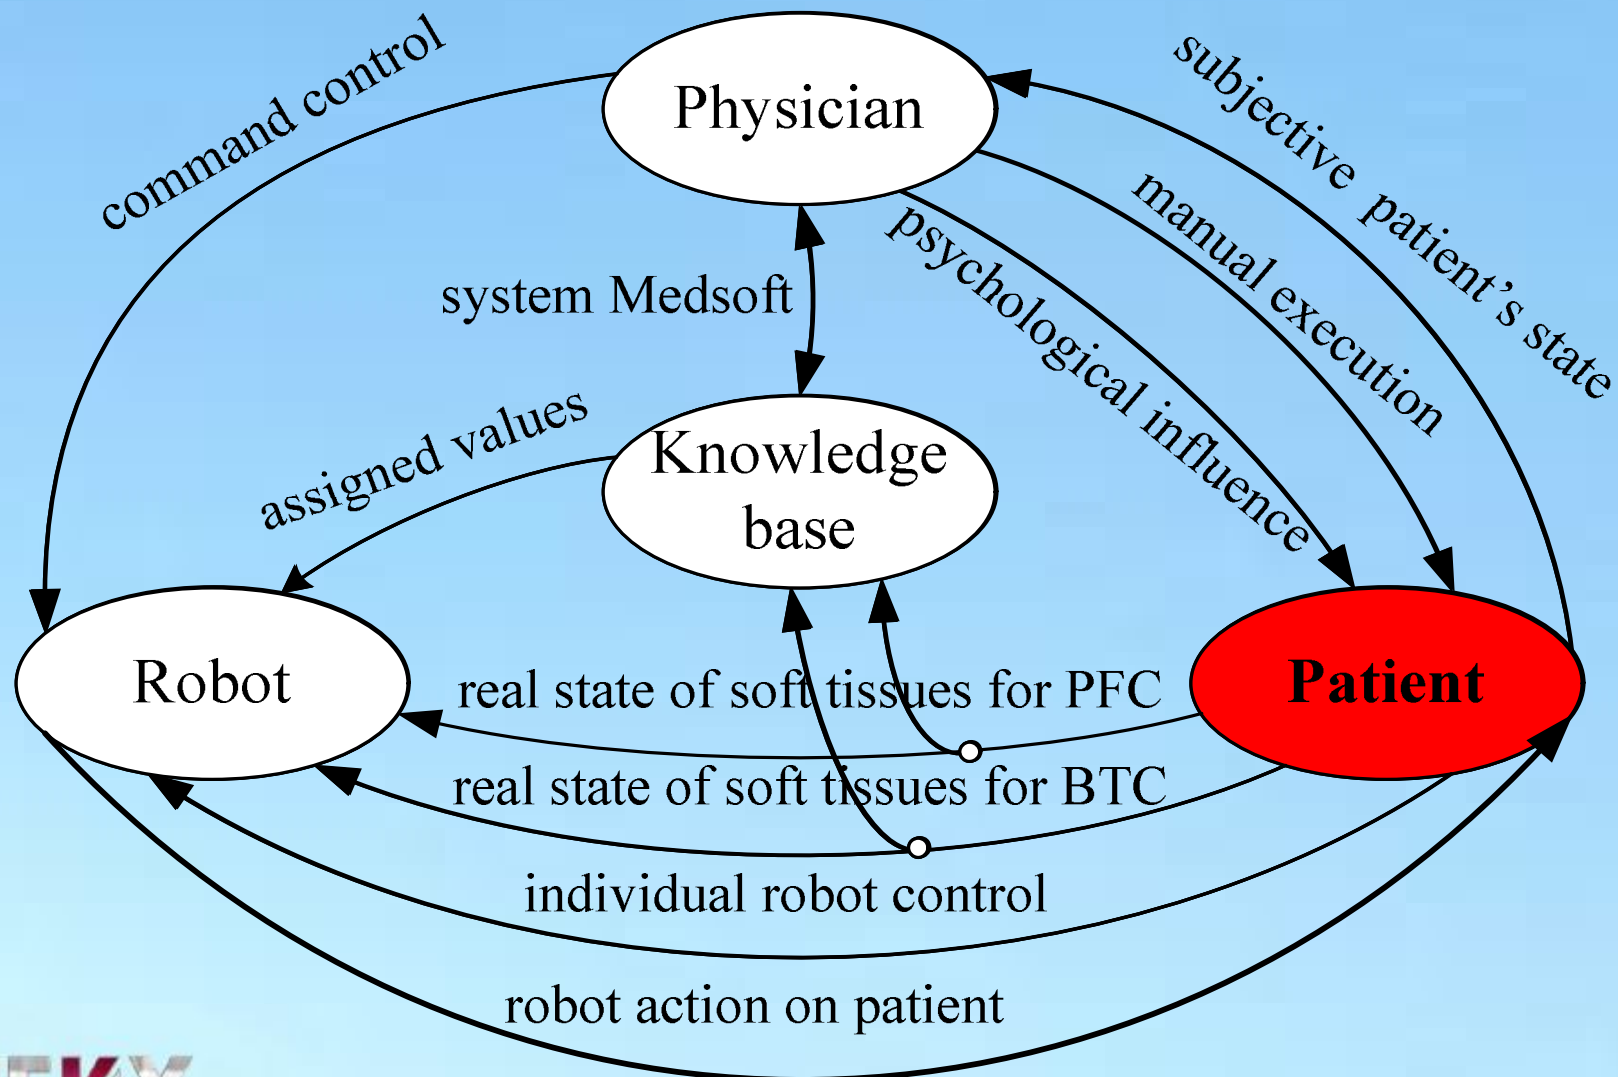 command control
Physician
subjective patient's state
manual execution
psychological influence
system Medsoft
assigned values
Knowledge
base
Robot
real state of soft tissues for PFC
Patient
real state of soft tissues for BTC
individual robot control
robot action on patient